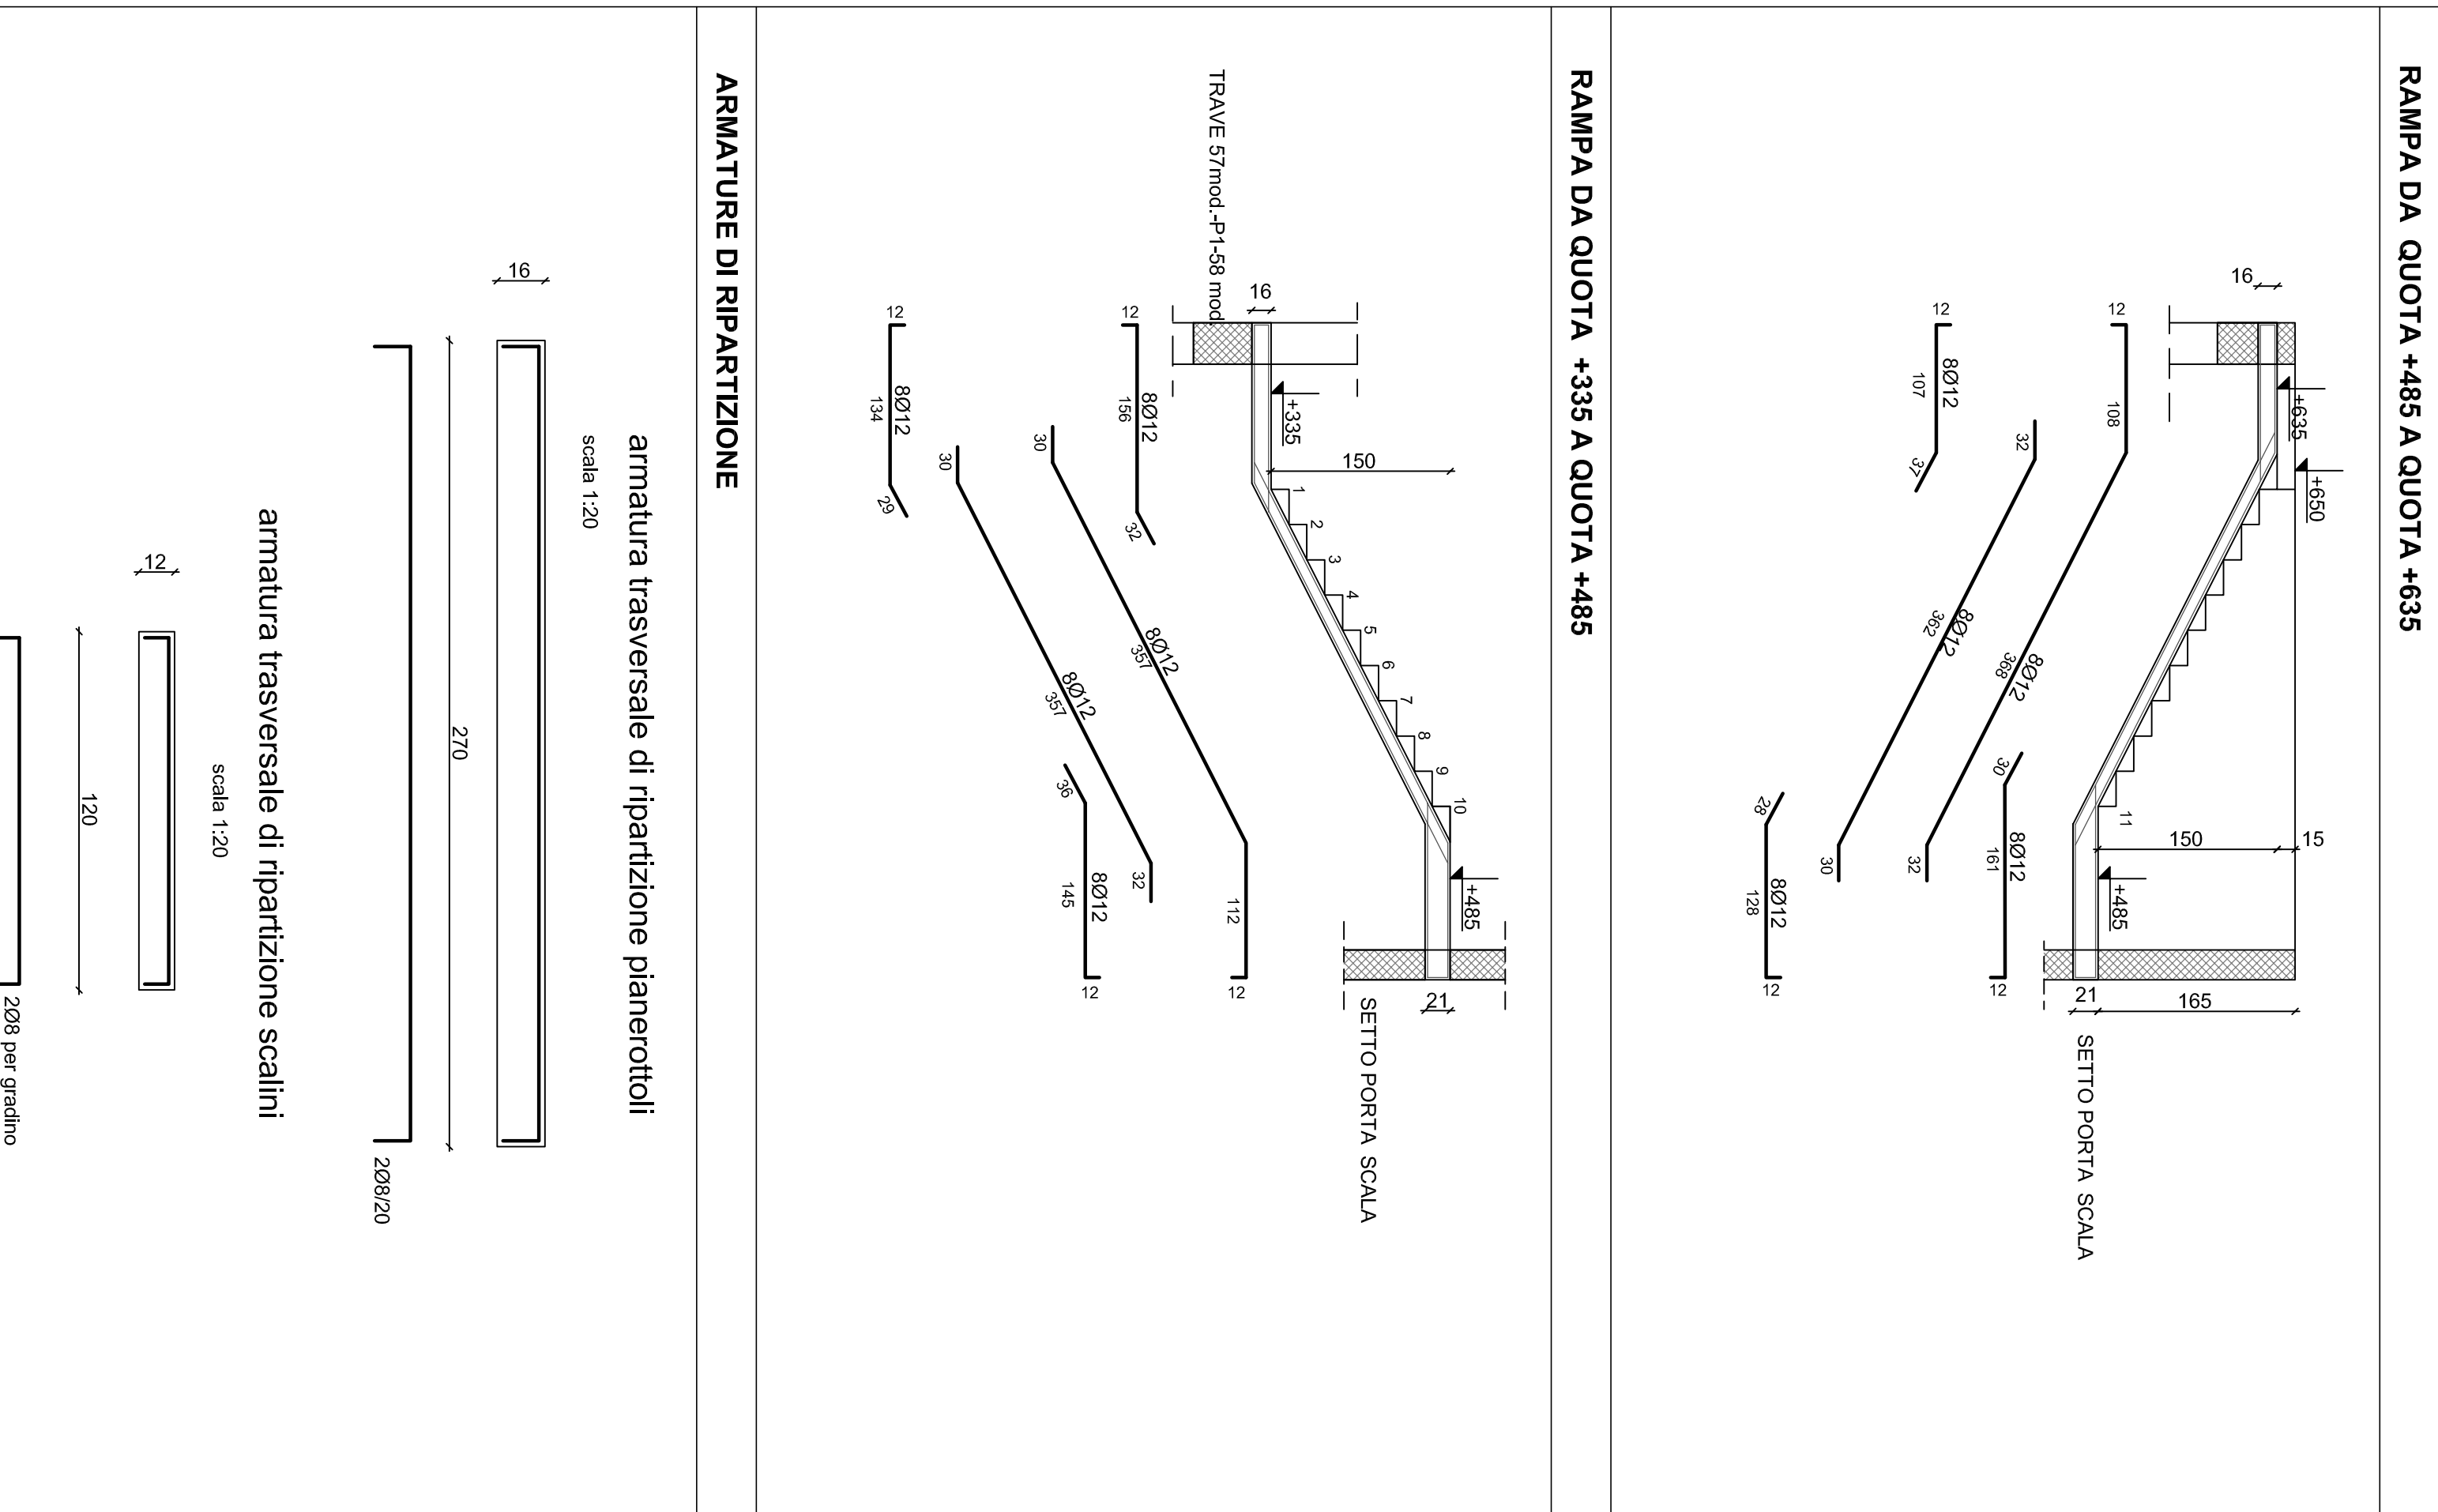 RAMPA DA QUOTA +485 A QUOTA +635
16
+635
+650
12
108
12
8Ø12
107
37
32
8Ø12
362
8Ø12
368
30
11
150
15
+485
28
30
32
8Ø12
161
8Ø12
128
12
12
21
165
SETTO PORTA SCALA
RAMPA DA QUOTA +335 A QUOTA +485
TRAVE 57mod.-P1-58 mod.
16
+335
150
1
2
3
4
5
6
7
8
9
10
12
8Ø12
156
32
12
8Ø12
134
29
30
30
8Ø12
357
8Ø12
357
36
8Ø12
145
32
112
+485
12
12
21
SETTO PORTA SCALA
ARMATURE DI RIPARTIZIONE
armatura trasversale di ripartizione pianerottoli
scala 1:20
16
270
2Ø8/20
armatura trasversale di ripartizione scalini
scala 1:20
12
120
2Ø8 per gradino